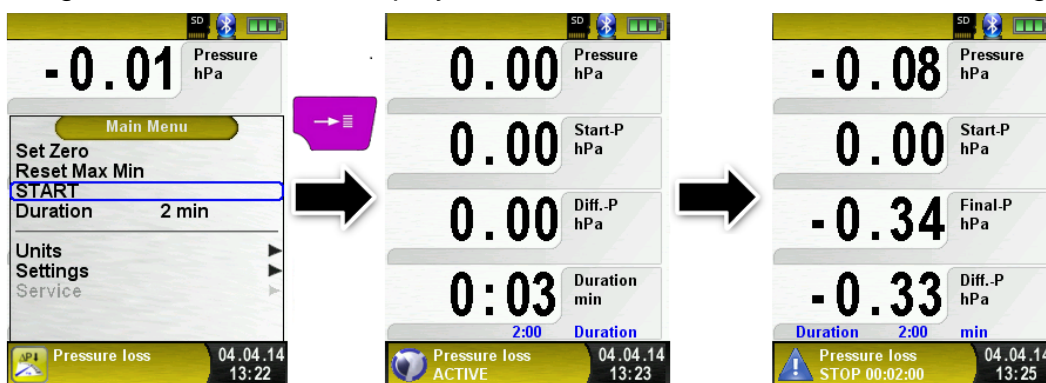 SD
-0.01 Pressure
hPa
Main Menu
Set Zero
Reset Max Min
START
Duration 2 min
Units
Settings
Service
Pressure loss 04.04.14
13:22
SD
0.00 Pressure
hPa
0.00 Start-P
hPa
0.00 Diff.-P
hPa
0:03 Duration
min
2:00 Duration
Pressure loss 04.04.14
ACTIVE 13:23
SD
-0.08 Pressure
hPa
0.00 Start-P
hPa
-0.34 Final-P
hPa
-0.33 Diff.-P
hPa
Duration 2:00 min
Pressure loss 04.04.14
STOP 00:02:00 13:25